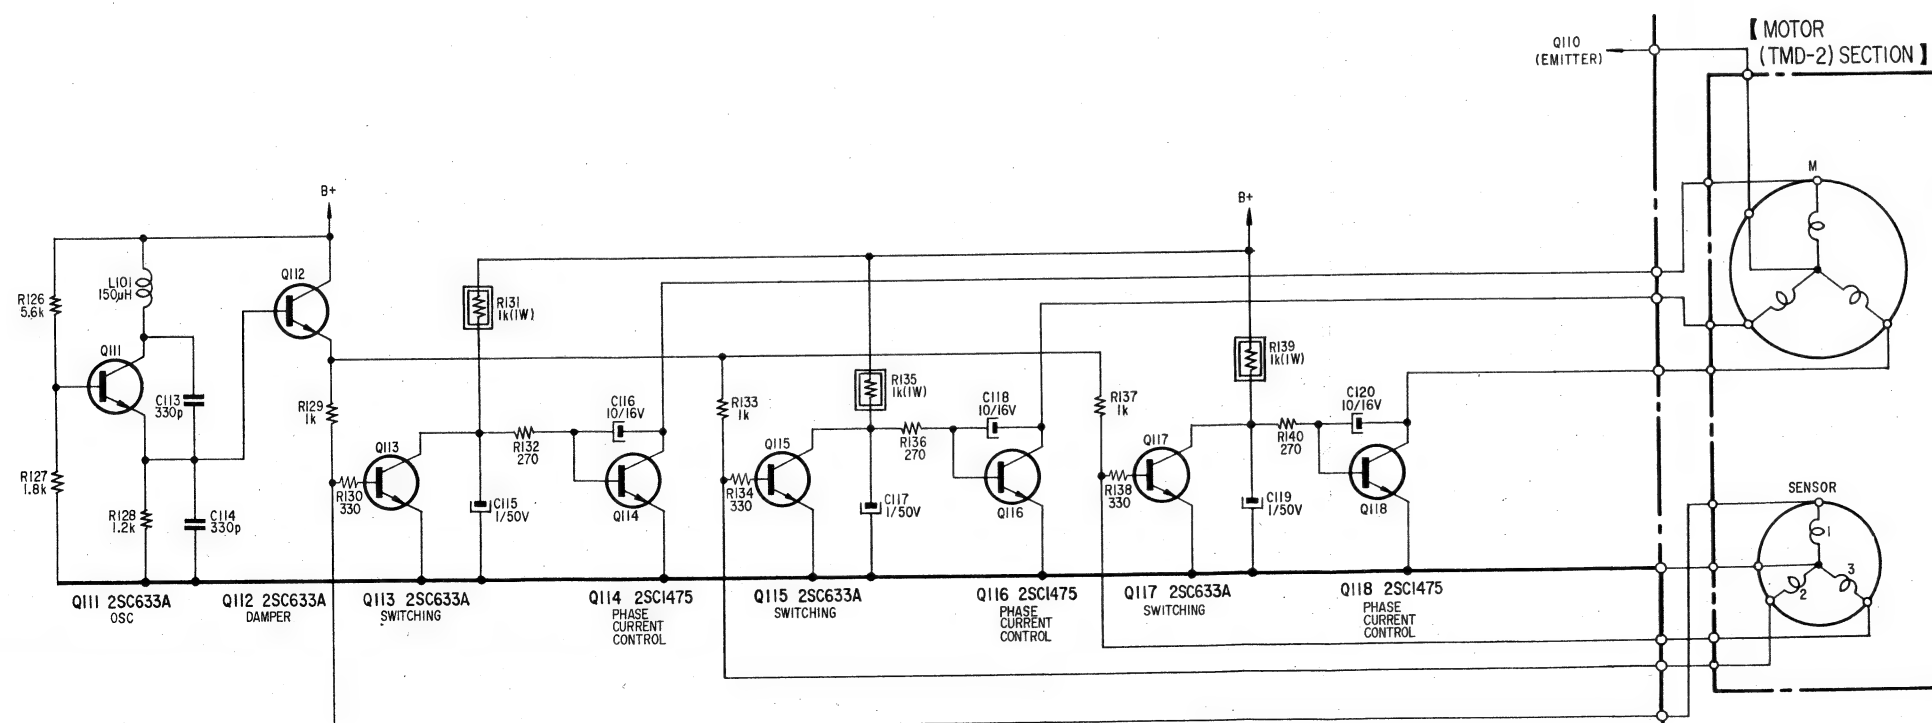 Q110
(EMITTER)
【 MOTOR
(TMD-2) SECTION 】
M
B+
B+
L101
150μH
Q112
R126
5.6k
R131
1k(1W)
Q111
C113
330p
R129
1k
R133
1k
R135
1k(1W)
R137
1k
R139
1k(1W)
C116
10/16V
C118
10/16V
C120
10/16V
Q113
R132
270
Q115
R136
270
Q117
R140
270
R127
1.8k
R128
1.2k
C114
330p
R130
330
C115
1/50V
Q114
R134
330
C117
1/50V
Q116
R138
330
C119
1/50V
Q118
SENSOR
1
2
3
Q111 2SC633A
OSC
Q112 2SC633A
DAMPER
Q113 2SC633A
SWITCHING
Q114 2SC1475
PHASE
CURRENT
CONTROL
Q115 2SC633A
SWITCHING
Q116 2SC1475
PHASE
CURRENT
CONTROL
Q117 2SC633A
SWITCHING
Q118 2SC1475
PHASE
CURRENT
CONTROL